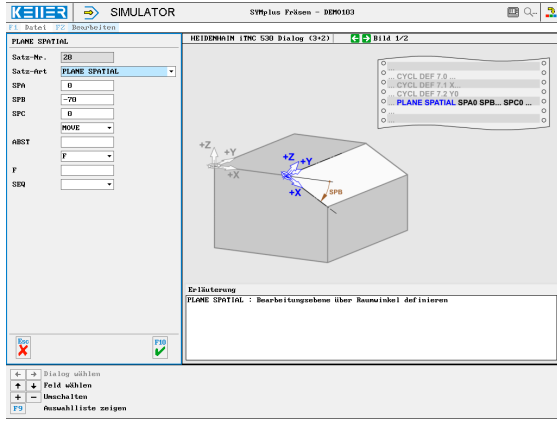 KELLER SIMULATOR SYMplus Fräsen - DEMO103
F1 Datei F2 Bearbeiten
PLANE SPATIAL
Satz-Nr. 28
Satz-Art PLANE SPATIAL
SPA 0
SPB -70
SPC 0
MOVE
ABST
F
F
SEQ
Esc
F10
HEIDENHAIN iTNC 530 Dialog (3+2) Bild 1/2
...
... CYCL DEF 7.0 ...
... CYCL DEF 7.1 X...
... CYCL DEF 7.2 Y0
... PLANE SPATIAL SPA0 SPB... SPC0 ...
...
+Z
+Y
+X
+Z
+Y
+X
SPB
Erläuterung
PLANE SPATIAL : Bearbeitungsebene über Raumwinkel definieren
← → Dialog wählen
↑ ↓ Feld wählen
+ − Umschalten
F9 Auswahlliste zeigen